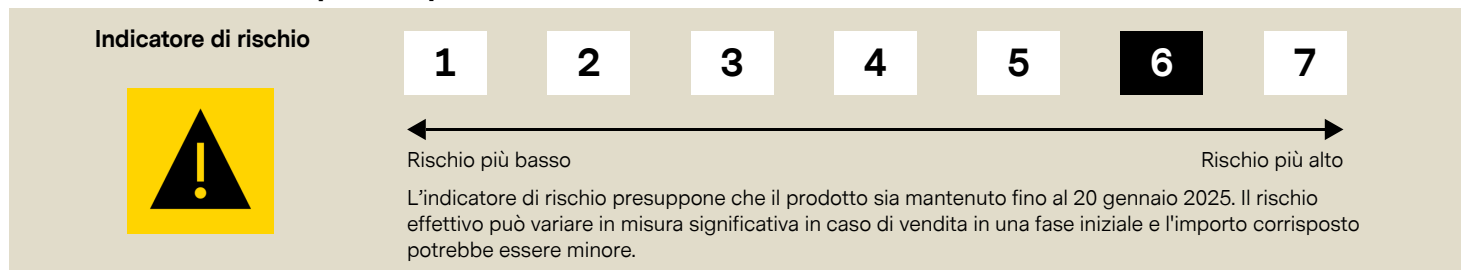 Indicatore di rischio
1 2 3 4 5 6 7
Rischio più basso Rischio più alto
L'indicatore di rischio presuppone che il prodotto sia mantenuto fino al 20 gennaio 2025. Il rischio
effettivo può variare in misura significativa in caso di vendita in una fase iniziale e l'importo corrisposto
potrebbe essere minore.